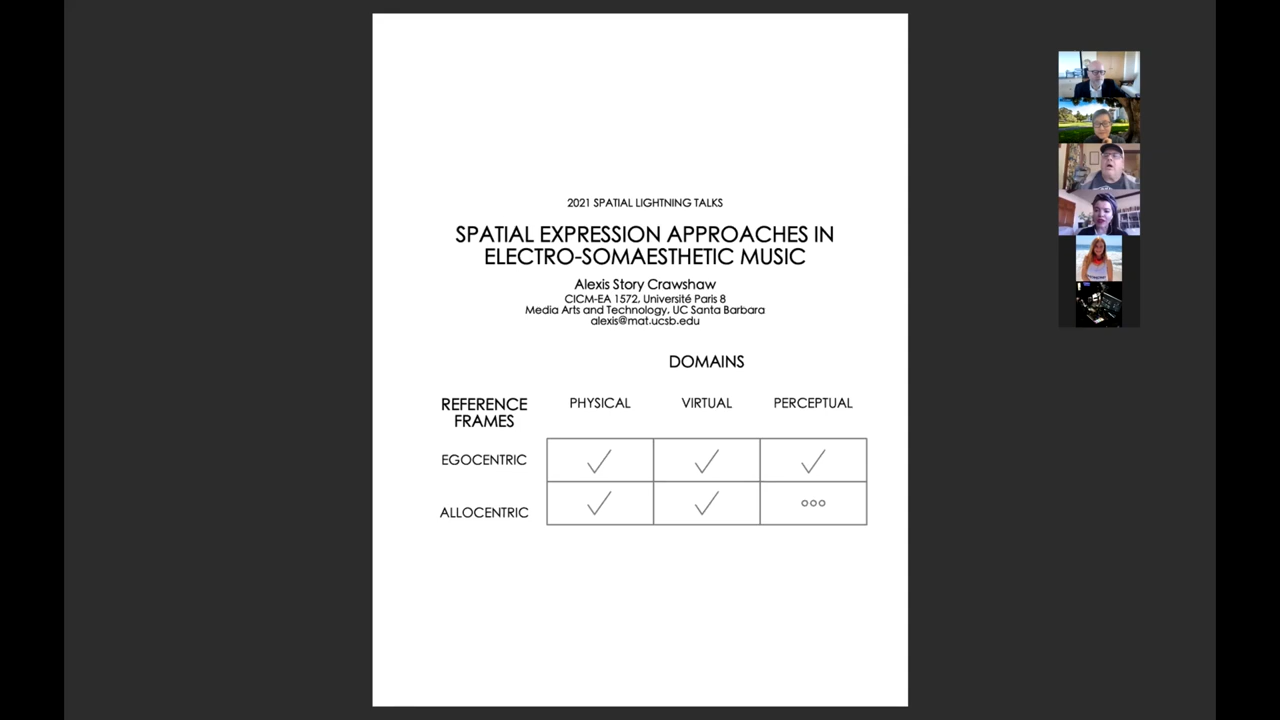 2021 SPATIAL LIGHTNING TALKS
SPATIAL EXPRESSION APPROACHES IN
ELECTRO-SOMAESTHETIC MUSIC
Alexis Story Crawshaw
CICM-EA 1572, Université Paris 8
Media Arts and Technology, UC Santa Barbara
alexis@mat.ucsb.edu
DOMAINS
REFERENCE
FRAMES
PHYSICAL
VIRTUAL
PERCEPTUAL
EGOCENTRIC
ALLOCENTRIC